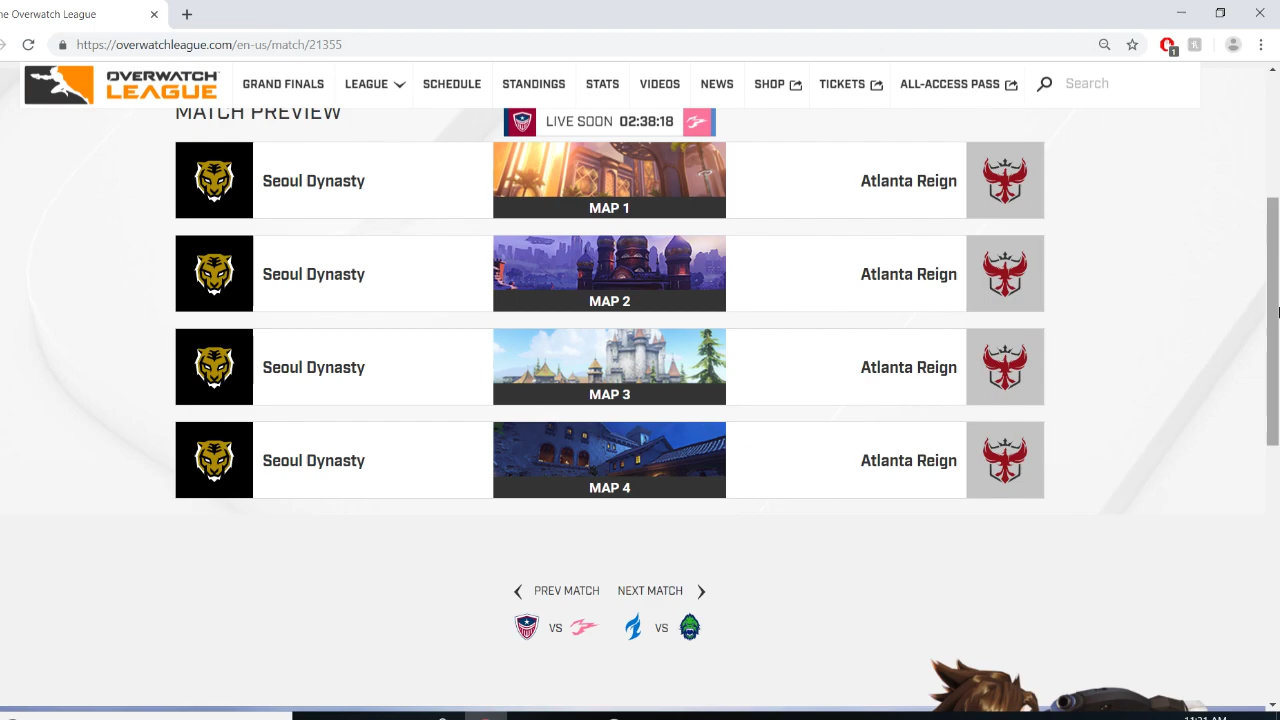 he Overwatch League
https://overwatchleague.com/en-us/match/21355
1
OVERWATCH
LEAGUE
GRAND FINALS
LEAGUE
SCHEDULE
STANDINGS
STATS
VIDEOS
NEWS
SHOP
TICKETS
ALL-ACCESS PASS
Search
MATCH PREVIEW
LIVE SOON 02:38:18
Seoul Dynasty
MAP 1
Atlanta Reign
Seoul Dynasty
MAP 2
Atlanta Reign
Seoul Dynasty
MAP 3
Atlanta Reign
Seoul Dynasty
MAP 4
Atlanta Reign
PREV MATCH
NEXT MATCH
VS
VS